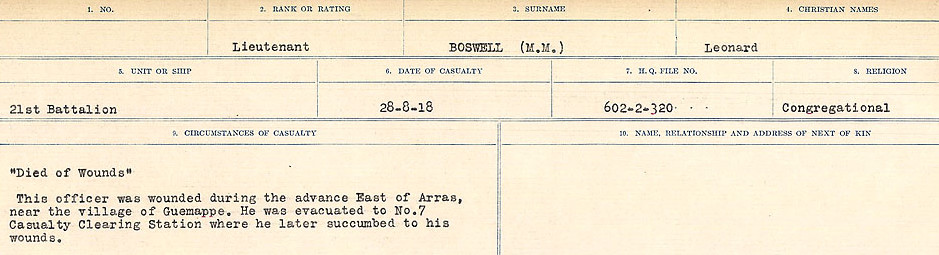 1. NO. 2. RANK OR RATING 3. SURNAME 4. CHRISTIAN NAMES
Lieutenant BOSWELL (M.M.) Leonard
5. UNIT OR SHIP 6. DATE OF CASUALTY 7. H.Q. FILE NO. 8. RELIGION
21st Battalion 28-8-18 602-2-320 Congregational
9. CIRCUMSTANCES OF CASUALTY 10. NAME, RELATIONSHIP AND ADDRESS OF NEXT OF KIN
"Died of Wounds"
This officer was wounded during the advance East of Arras,
near the village of Guemappe. He was evacuated to No.7
Casualty Clearing Station where he later succumbed to his
wounds.